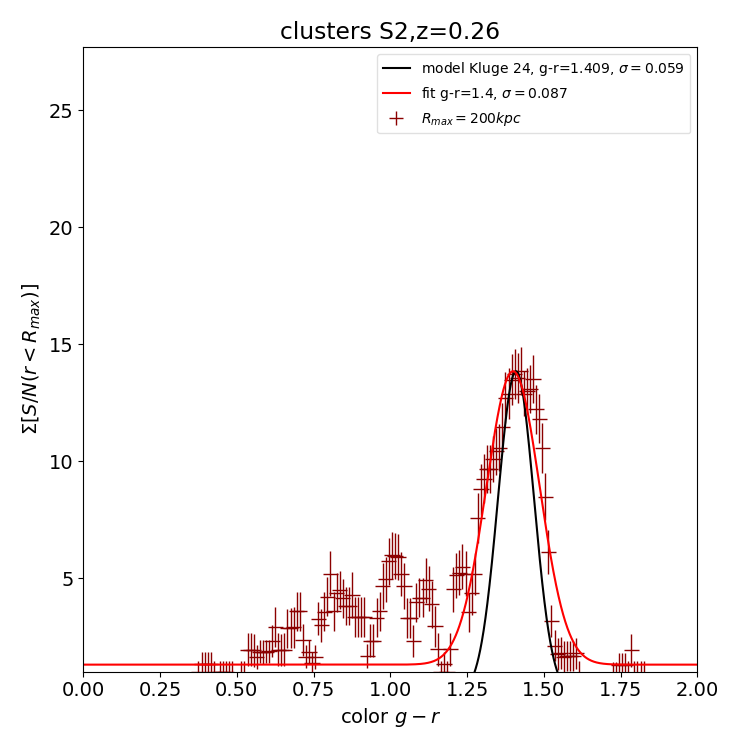 clusters S2,z=0.26
model Kluge 24, g-r=1.409, σ = 0.059
fit g-r=1.4, σ = 0.087
R_max = 200kpc
25
20
15
10
5
Σ[S/N(r < R_max)]
0.00 0.25 0.50 0.75 1.00 1.25 1.50 1.75 2.00
color g − r